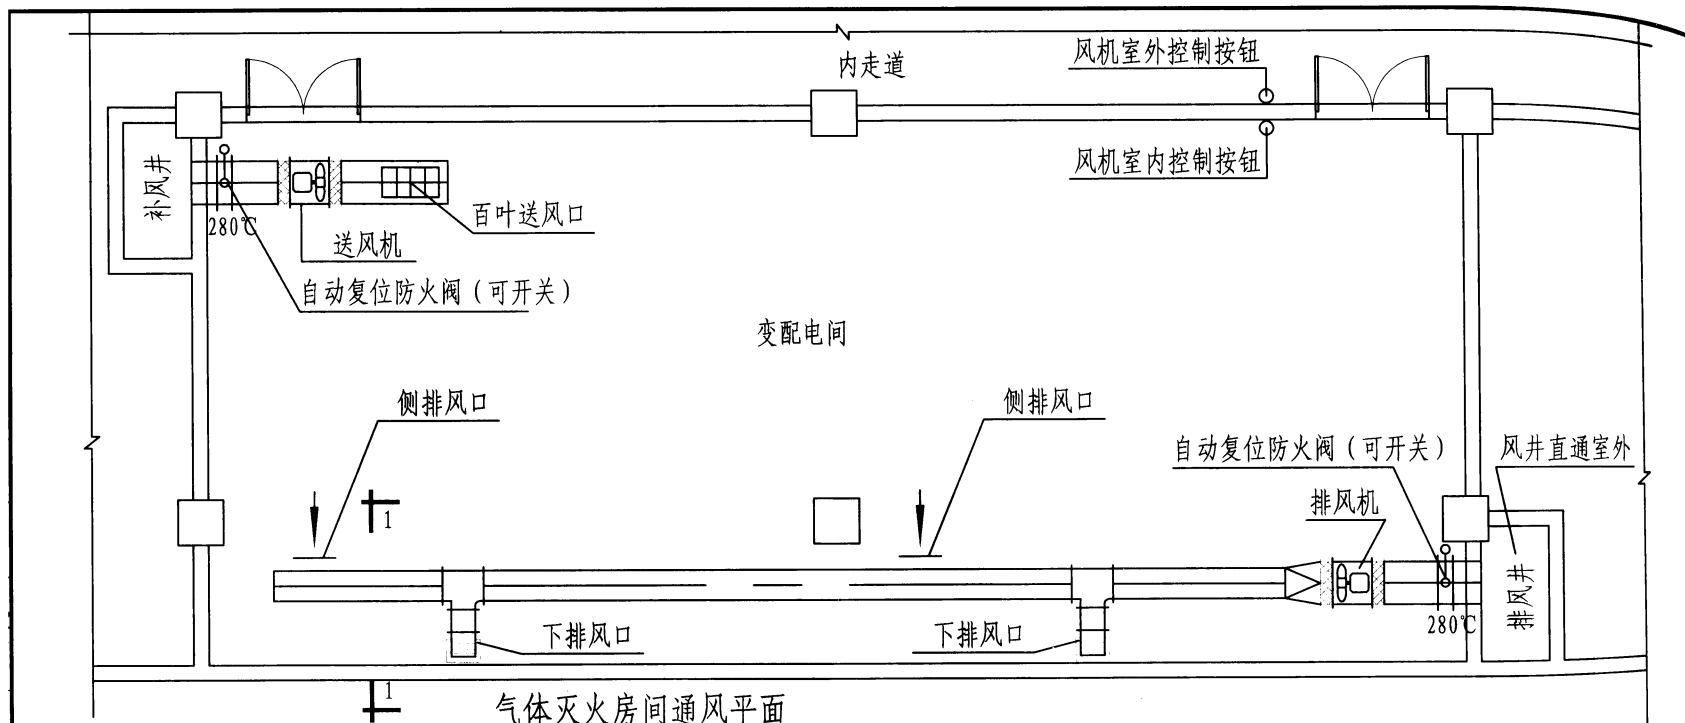 内走道
风机室外控制按钮
风机室内控制按钮
补风井
280℃
百叶送风口
送风机
自动复位防火阀（可开关）
变配电间
侧排风口
侧排风口
自动复位防火阀（可开关）
风井直通室外
排风机
1
280℃
排风井
下排风口
下排风口
1
气体灭火房间通风平面